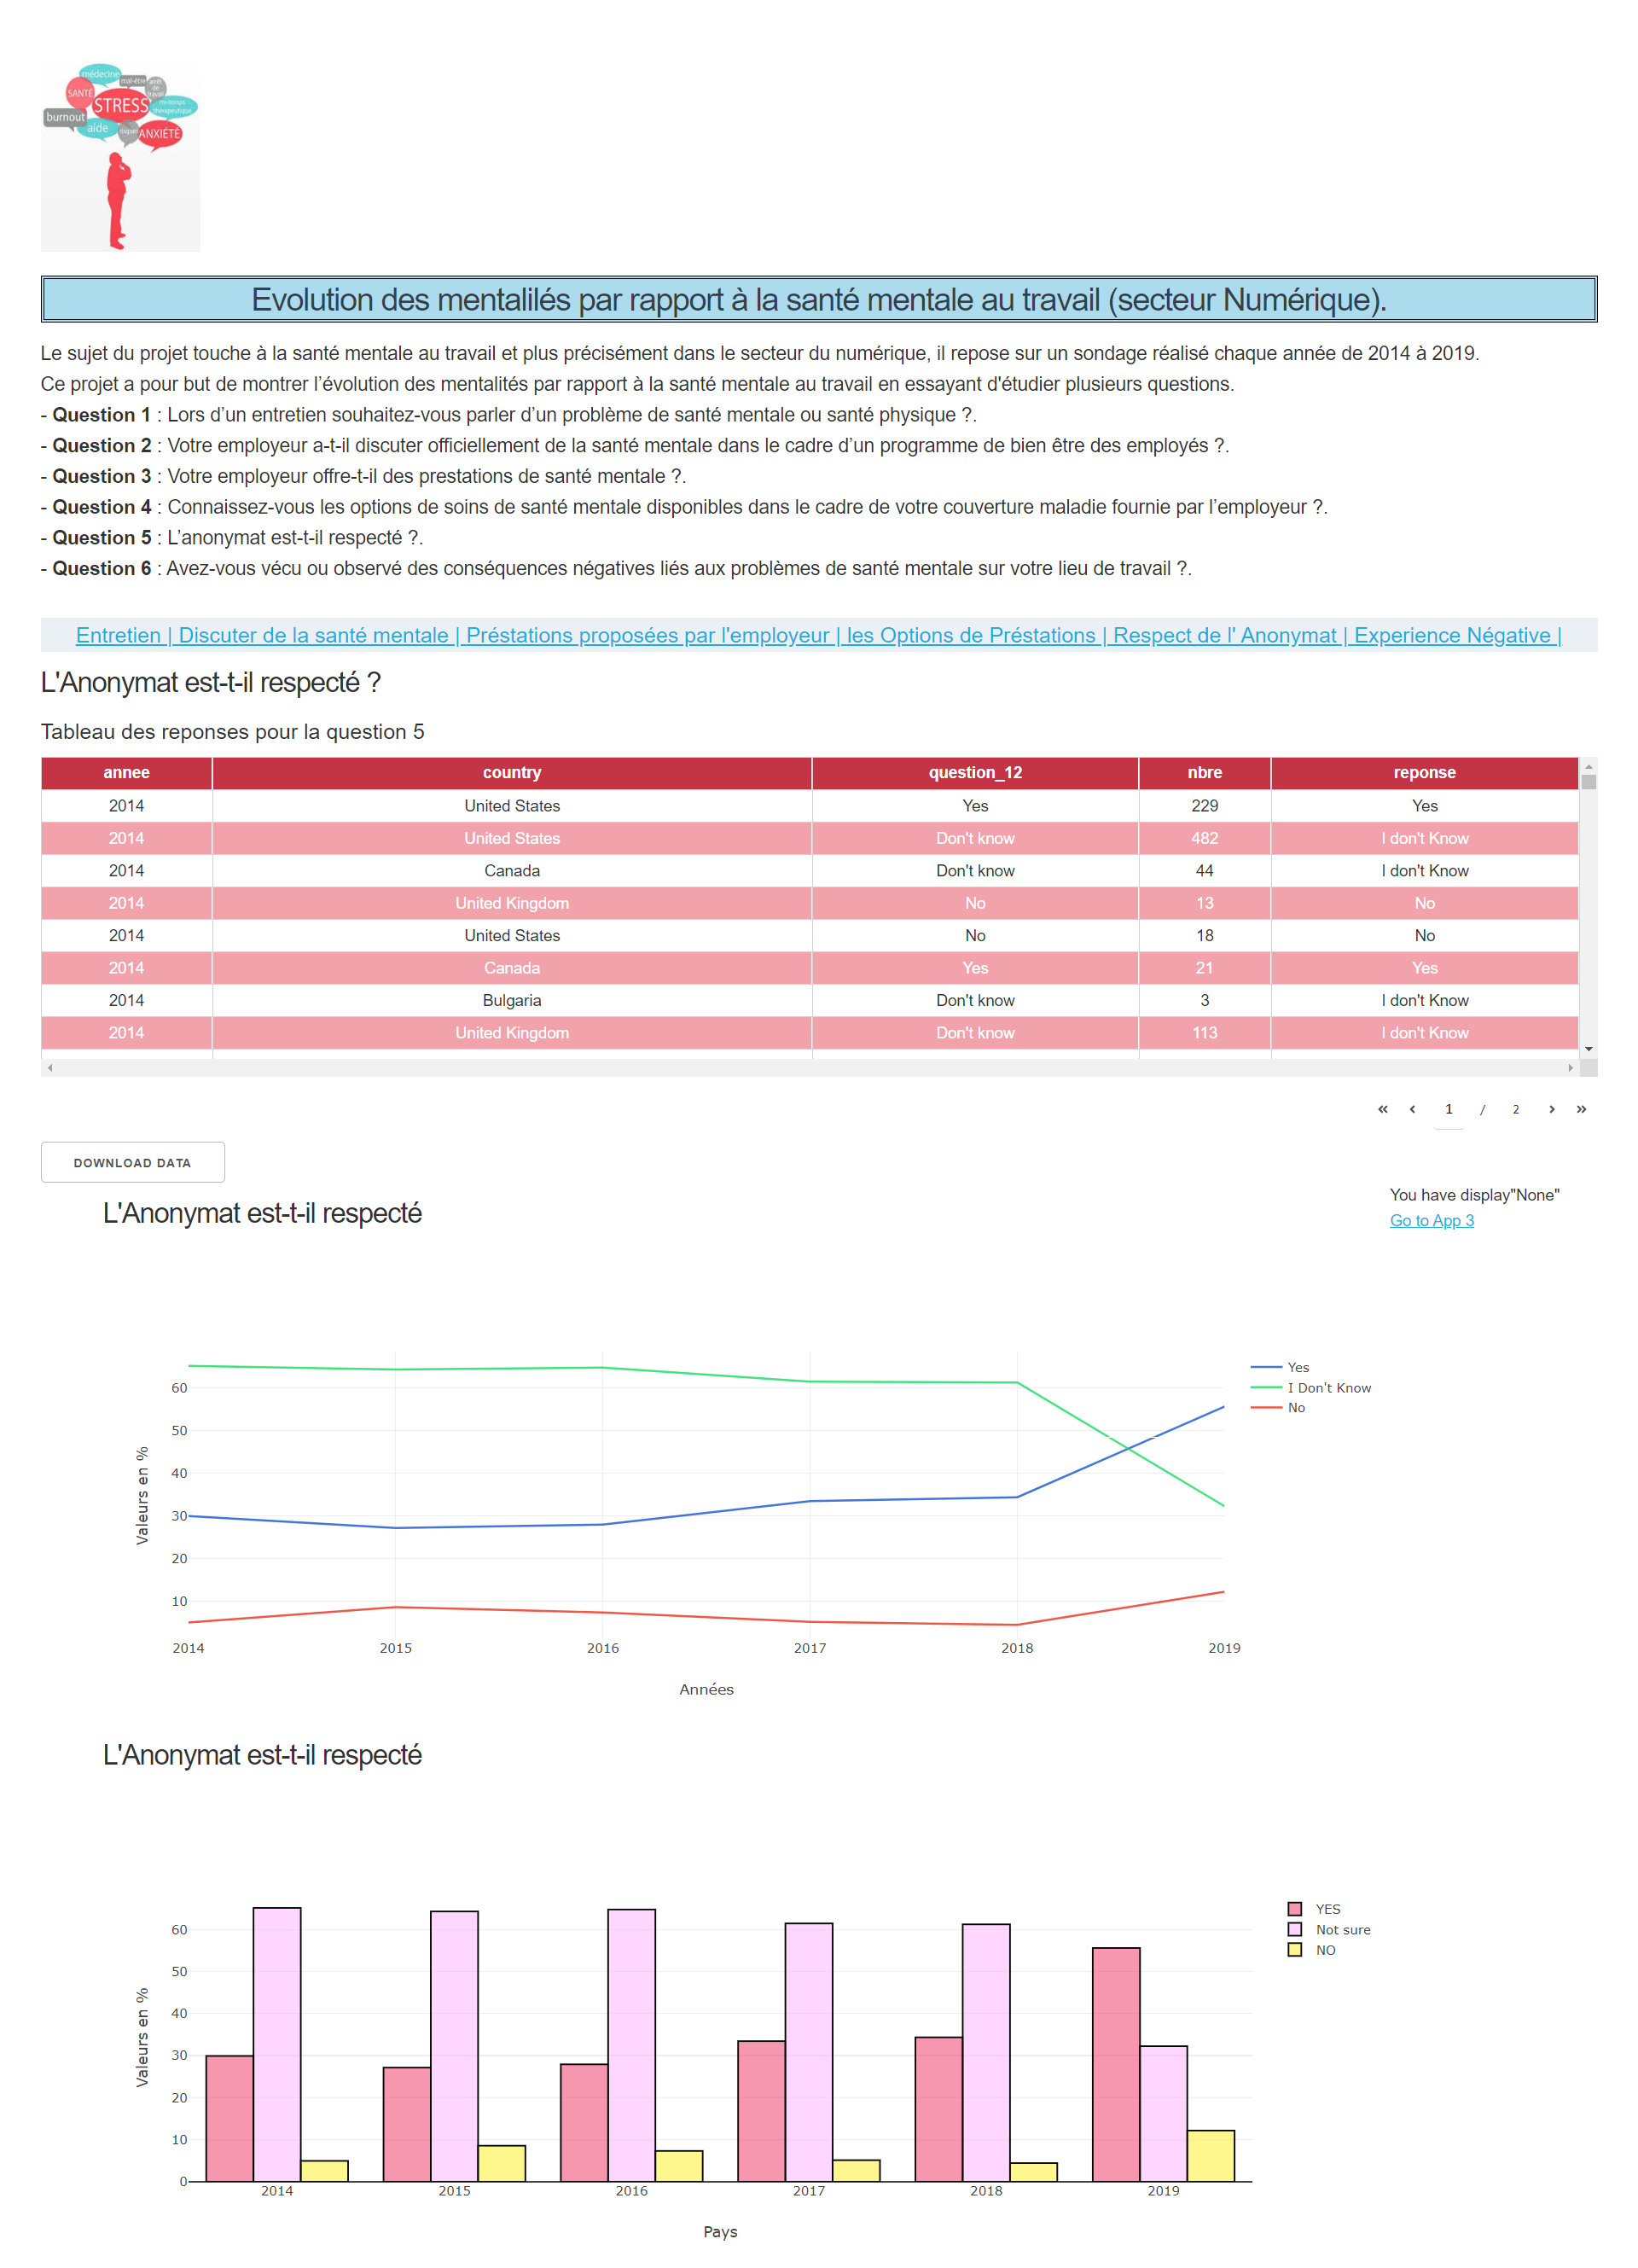 médecine
mal-être
arrêt
de
travail
SANTÉ
STRESS
mi-temps
thérapeutique
burnout
aide
risques
ANXIÉTÉ
Evolution des mentalilés par rapport à la santé mentale au travail (secteur Numérique).
Le sujet du projet touche à la santé mentale au travail et plus précisément dans le secteur du numérique, il repose sur un sondage réalisé chaque année de 2014 à 2019.
Ce projet a pour but de montrer l’évolution des mentalités par rapport à la santé mentale au travail en essayant d'étudier plusieurs questions.
- Question 1 : Lors d’un entretien souhaitez-vous parler d’un problème de santé mentale ou santé physique ?.
- Question 2 : Votre employeur a-t-il discuter officiellement de la santé mentale dans le cadre d’un programme de bien être des employés ?.
- Question 3 : Votre employeur offre-t-il des prestations de santé mentale ?.
- Question 4 : Connaissez-vous les options de soins de santé mentale disponibles dans le cadre de votre couverture maladie fournie par l’employeur ?.
- Question 5 : L’anonymat est-t-il respecté ?.
- Question 6 : Avez-vous vécu ou observé des conséquences négatives liés aux problèmes de santé mentale sur votre lieu de travail ?.
Entretien | Discuter de la santé mentale | Préstations proposées par l'employeur | les Options de Préstations | Respect de l' Anonymat | Experience Négative |
L'Anonymat est-t-il respecté ?
Tableau des reponses pour la question 5
annee country question_12 nbre reponse
2014 United States Yes 229 Yes
2014 United States Don't know 482 I don't Know
2014 Canada Don't know 44 I don't Know
2014 United Kingdom No 13 No
2014 United States No 18 No
2014 Canada Yes 21 Yes
2014 Bulgaria Don't know 3 I don't Know
2014 United Kingdom Don't know 113 I don't Know
« ‹ 1 / 2 › »
DOWNLOAD DATA
You have display"None"
Go to App 3
L'Anonymat est-t-il respecté
Yes
I Don't Know
No
60
50
40
30
20
10
Valeurs en %
2014 2015 2016 2017 2018 2019
Années
L'Anonymat est-t-il respecté
YES
Not sure
NO
60
50
40
30
20
10
0
Valeurs en %
2014 2015 2016 2017 2018 2019
Pays